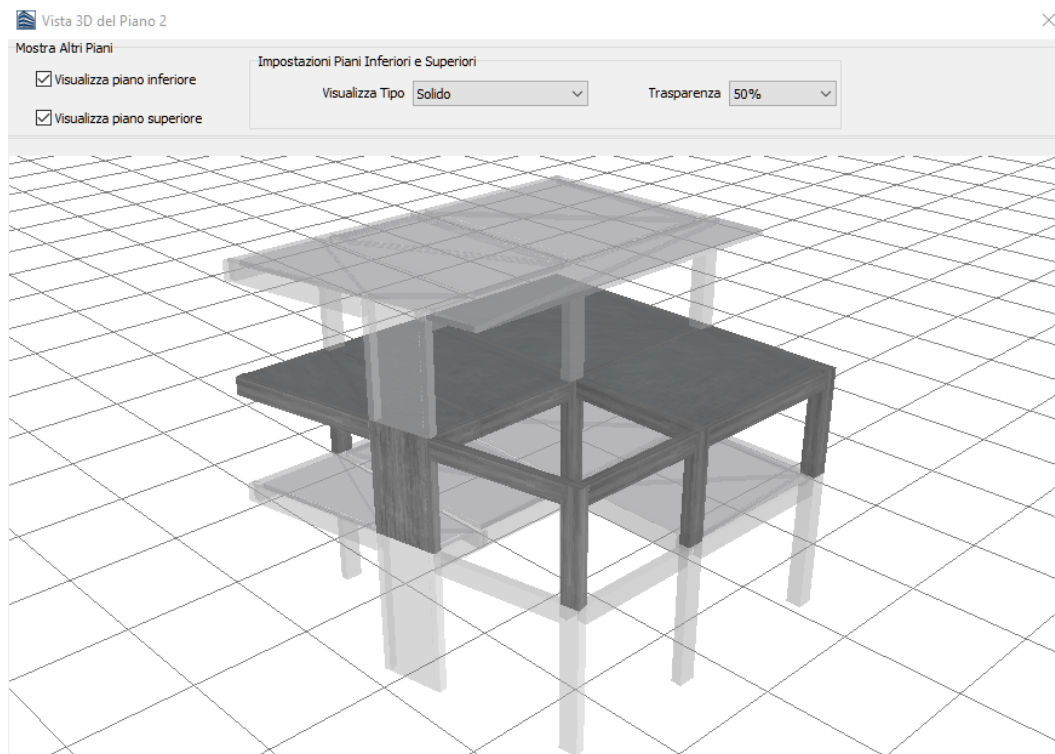 Vista 3D del Piano 2
Mostra Altri Piani
Visualizza piano inferiore
Visualizza piano superiore
Impostazioni Piani Inferiori e Superiori
Visualizza Tipo Solido
Trasparenza 50%